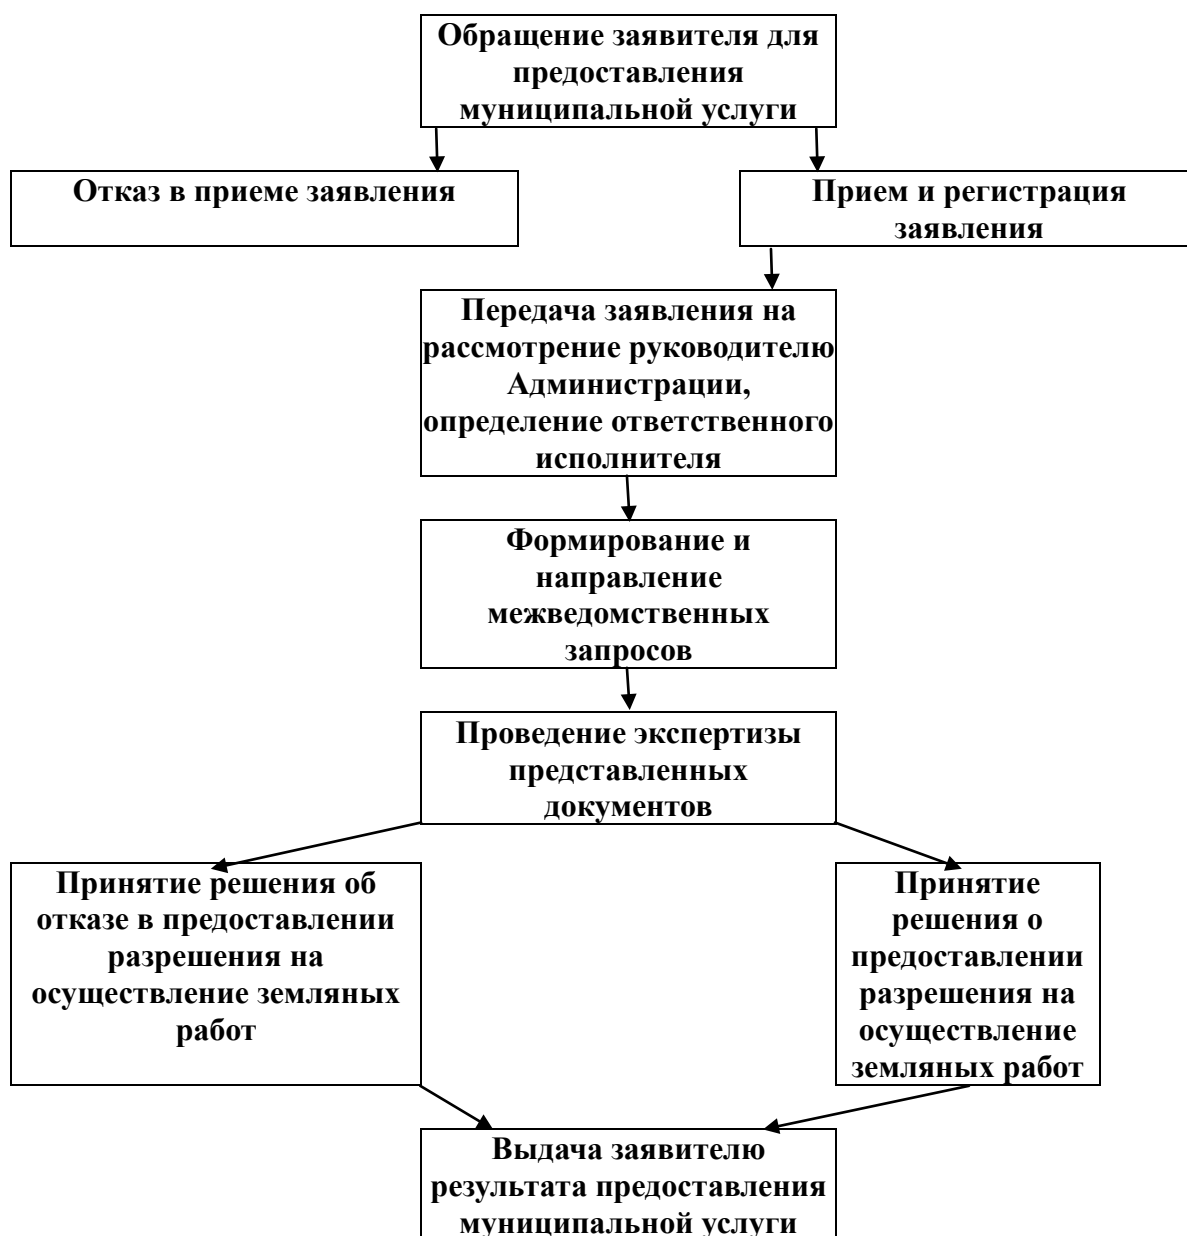 Обращение заявителя для
предоставления
муниципальной услуги
Отказ в приеме заявления
Прием и регистрация
заявления
Передача заявления на
рассмотрение руководителю
Администрации,
определение ответственного
исполнителя
Формирование и
направление
межведомственных
запросов
Проведение экспертизы
представленных
документов
Принятие решения об
отказе в предоставлении
разрешения на
осуществление земляных
работ
Принятие
решения о
предоставлении
разрешения на
осуществление
земляных работ
Выдача заявителю
результата предоставления
муниципальной услуги